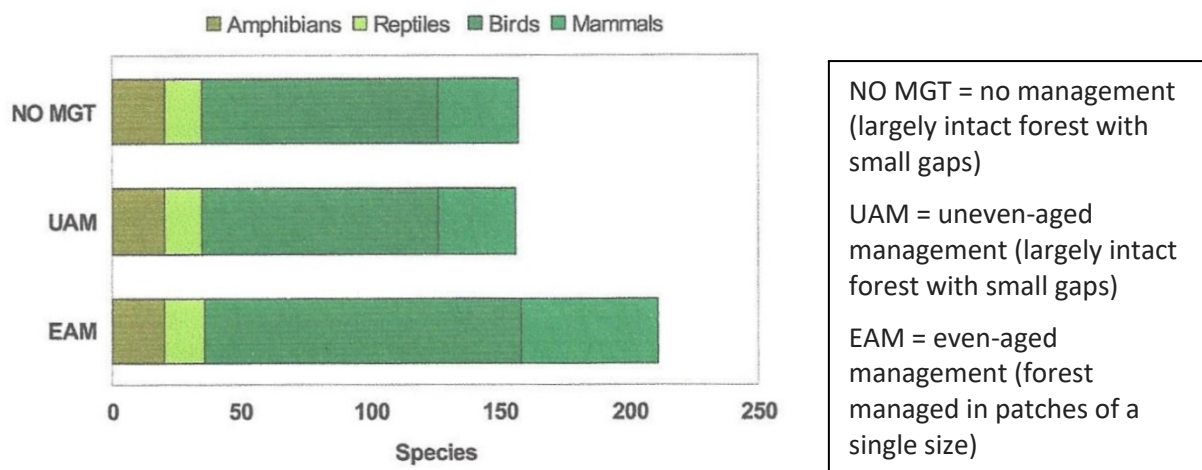 Amphibians Reptiles Birds Mammals
NO MGT
UAM
EAM
0 50 100 150 200 250
Species
NO MGT = no management
(largely intact forest with
small gaps)
UAM = uneven-aged
management (largely intact
forest with small gaps)
EAM = even-aged
management (forest
managed in patches of a
single size)